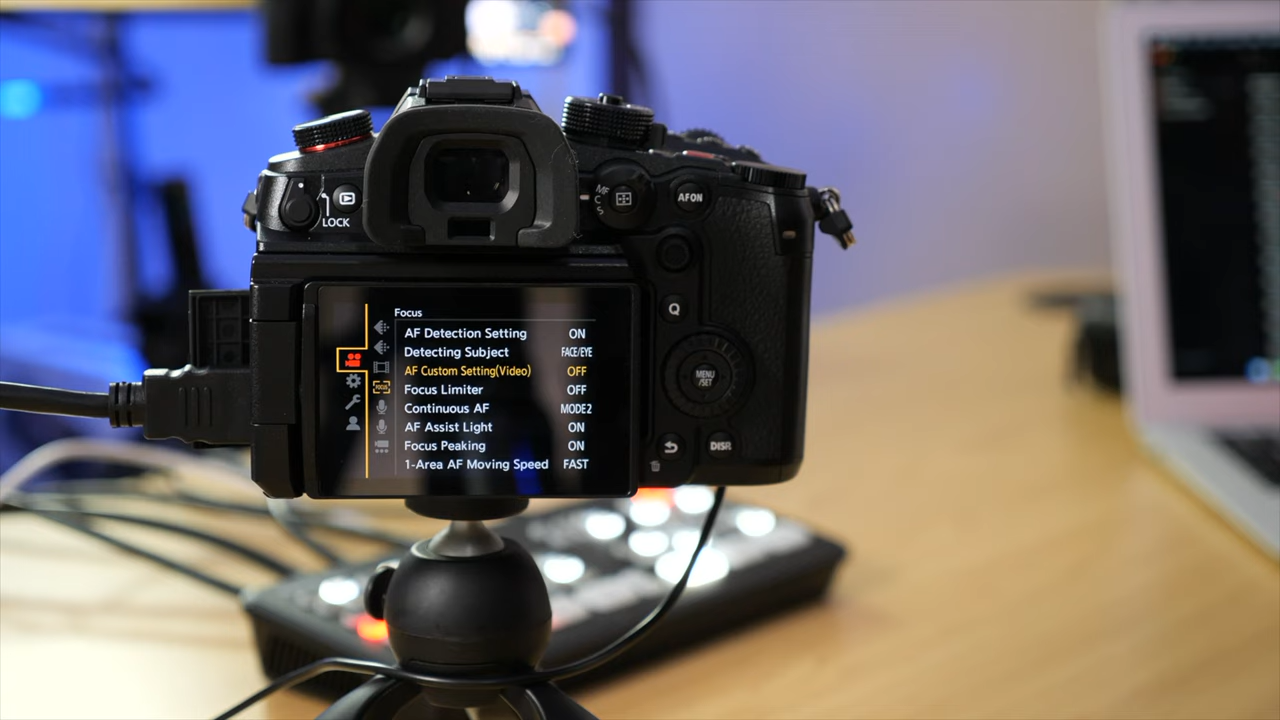 MF
C
S
AFON
LOCK
Q
Focus
AF Detection Setting ON
Detecting Subject FACE/EYE
AF Custom Setting(Video) OFF
Focus Limiter OFF
Continuous AF MODE2
AF Assist Light ON
Focus Peaking ON
1-Area AF Moving Speed FAST
FOCUS
MENU
/SET
DISP.